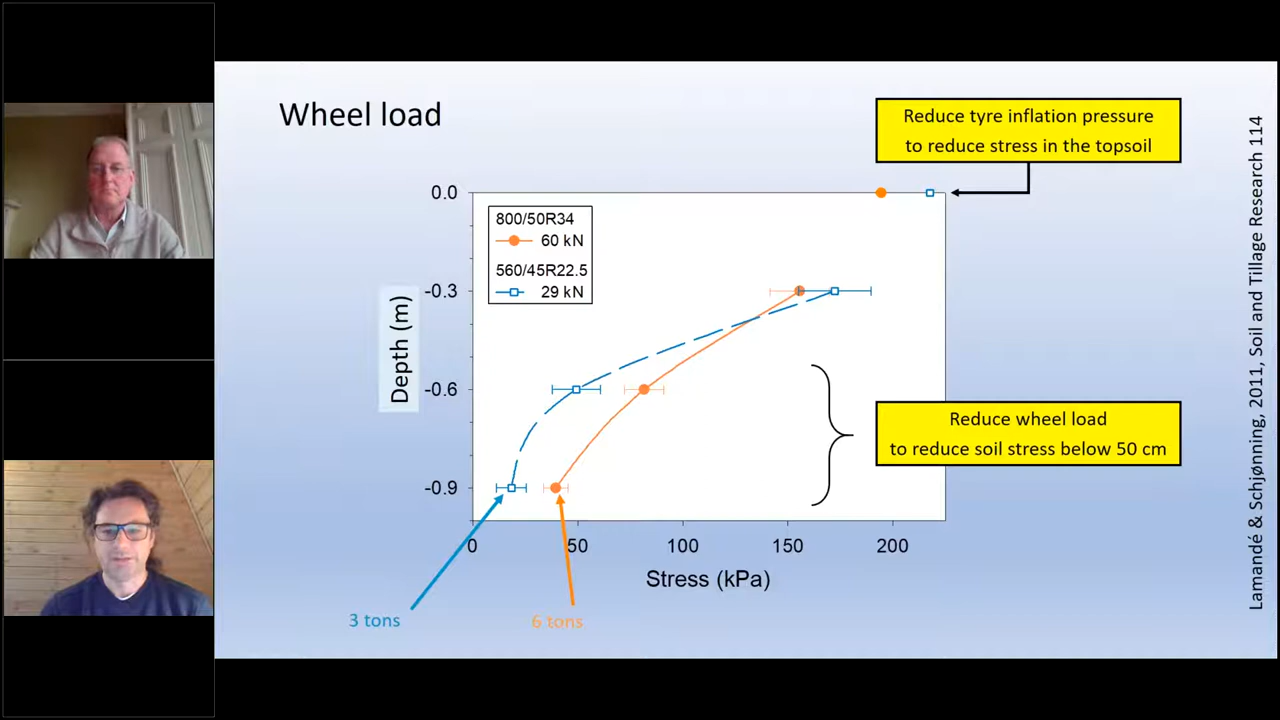 Wheel load
Reduce tyre inflation pressure
to reduce stress in the topsoil
0.0
-0.3
-0.6
-0.9
Depth (m)
800/50R34
60 kN
560/45R22.5
29 kN
Reduce wheel load
to reduce soil stress below 50 cm
0
50
100
150
200
Stress (kPa)
3 tons
6 tons
Lamandé & Schjønning, 2011, Soil and Tillage Research 114